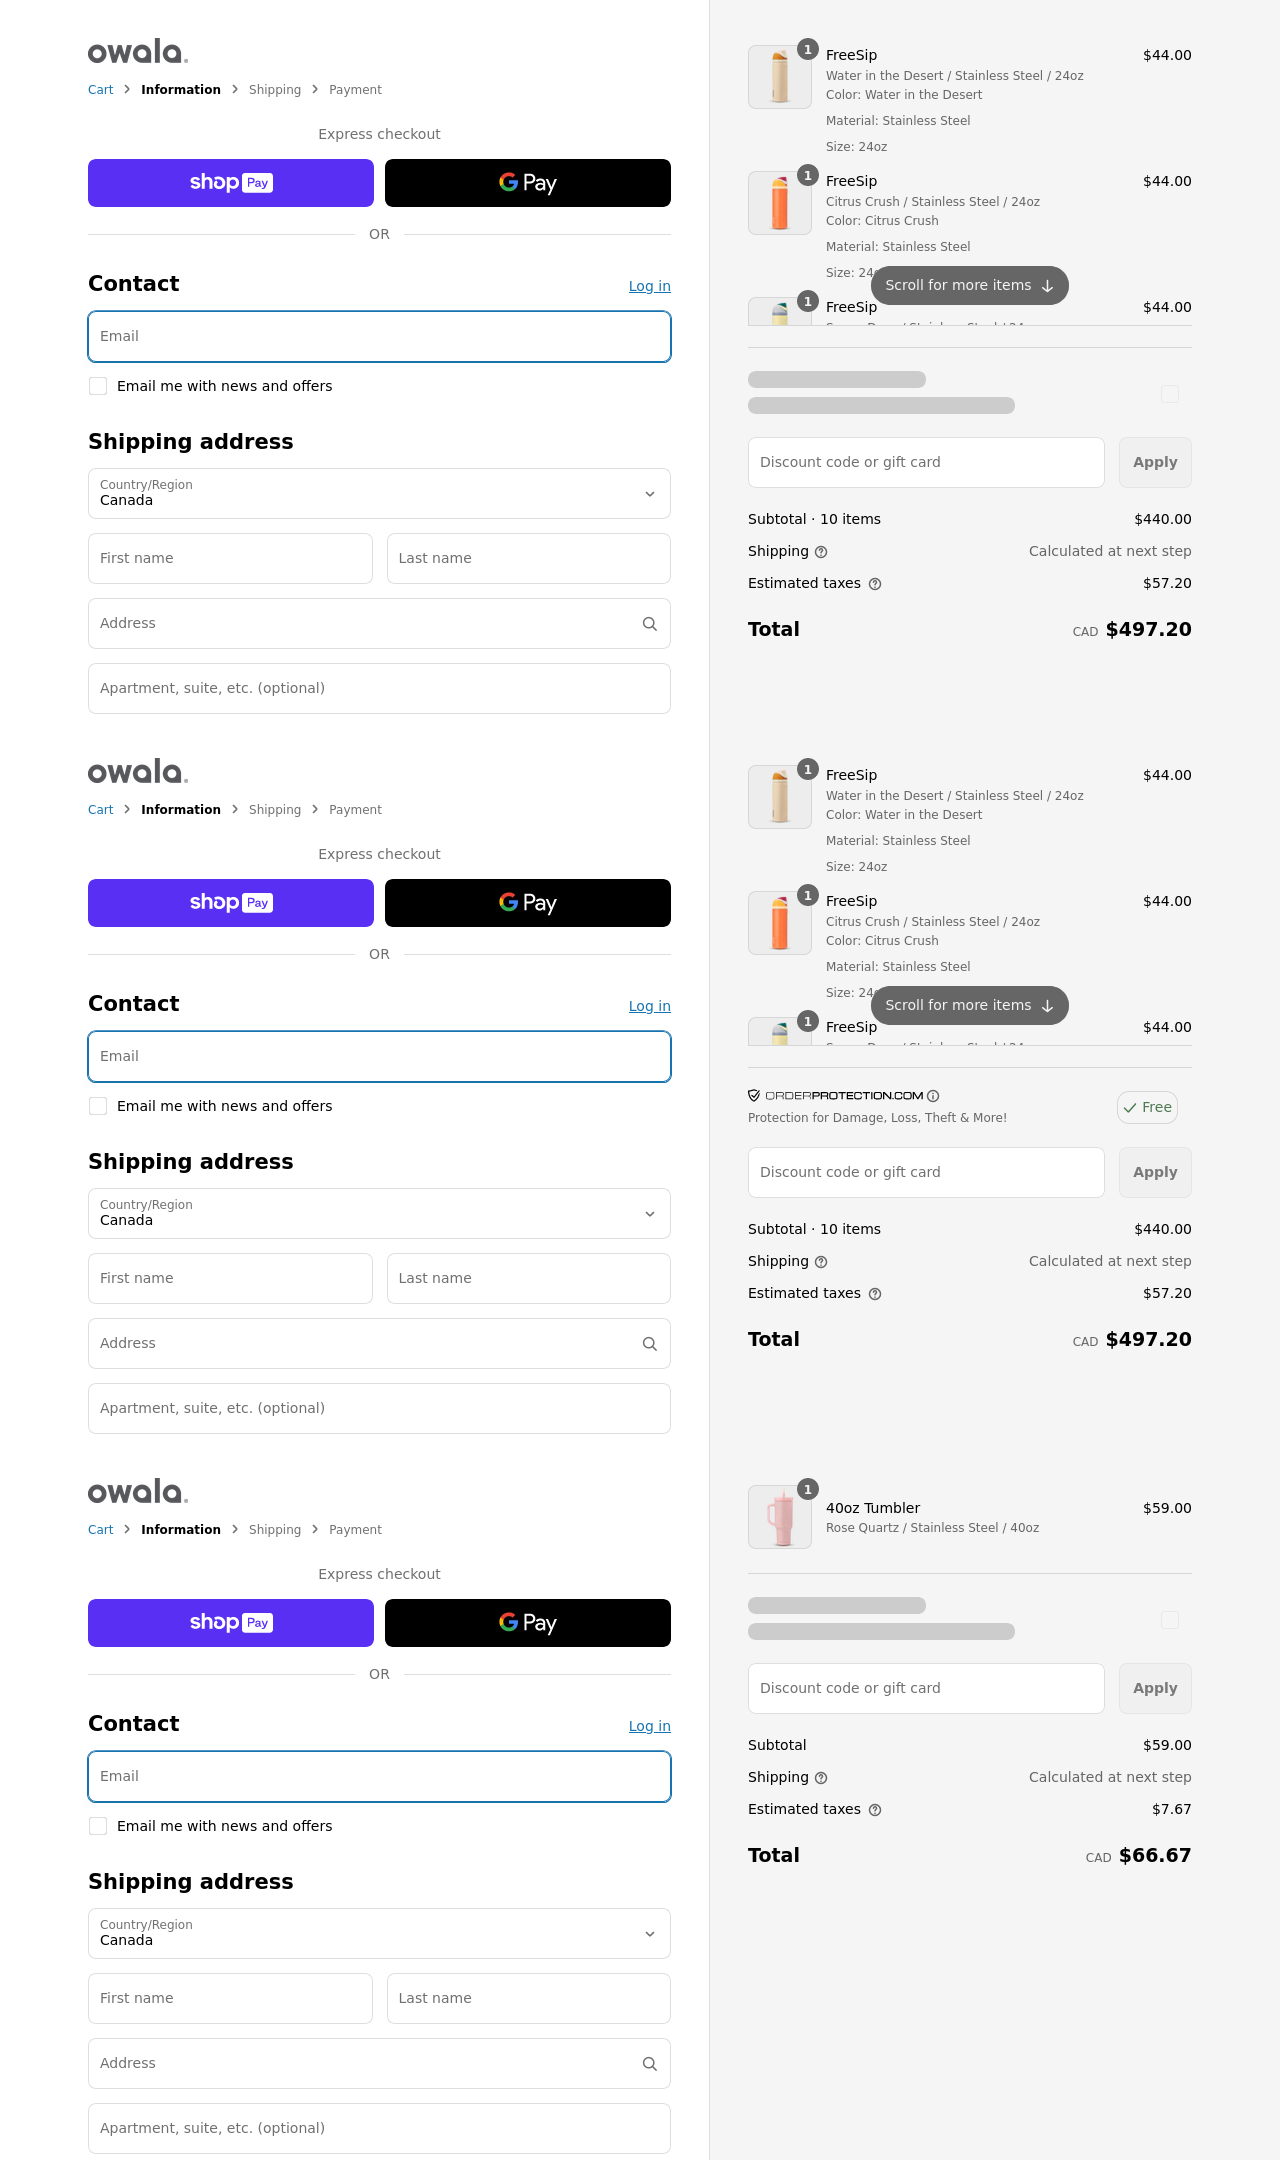 owala.
Cart > Information > Shipping > Payment
Express checkout
shop Pay
G Pay
OR
Contact
Log in
Email
Email me with news and offers
Shipping address
Country/Region
Canada
First name
Last name
Address
Apartment, suite, etc. (optional)
1
FreeSip
$44.00
Water in the Desert / Stainless Steel / 24oz
Color: Water in the Desert
Material: Stainless Steel
Size: 24oz
1
FreeSip
$44.00
Citrus Crush / Stainless Steel / 24oz
Color: Citrus Crush
Material: Stainless Steel
Size: 24
Scroll for more items
1
FreeSip
$44.00
Discount code or gift card
Apply
Subtotal · 10 items
$440.00
Shipping
Calculated at next step
Estimated taxes
$57.20
Total
CAD $497.20
owala.
Cart > Information > Shipping > Payment
Express checkout
shop Pay
G Pay
OR
Contact
Log in
Email
Email me with news and offers
Shipping address
Country/Region
Canada
First name
Last name
Address
Apartment, suite, etc. (optional)
1
FreeSip
$44.00
Water in the Desert / Stainless Steel / 24oz
Color: Water in the Desert
Material: Stainless Steel
Size: 24oz
1
FreeSip
$44.00
Citrus Crush / Stainless Steel / 24oz
Color: Citrus Crush
Material: Stainless Steel
Size: 24
Scroll for more items
1
FreeSip
$44.00
ORDERPROTECTION.COM
Protection for Damage, Loss, Theft & More!
Free
Discount code or gift card
Apply
Subtotal · 10 items
$440.00
Shipping
Calculated at next step
Estimated taxes
$57.20
Total
CAD $497.20
owala.
Cart > Information > Shipping > Payment
Express checkout
shop Pay
G Pay
OR
Contact
Log in
Email
Email me with news and offers
Shipping address
Country/Region
Canada
First name
Last name
Address
Apartment, suite, etc. (optional)
1
40oz Tumbler
$59.00
Rose Quartz / Stainless Steel / 40oz
Discount code or gift card
Apply
Subtotal
$59.00
Shipping
Calculated at next step
Estimated taxes
$7.67
Total
CAD $66.67